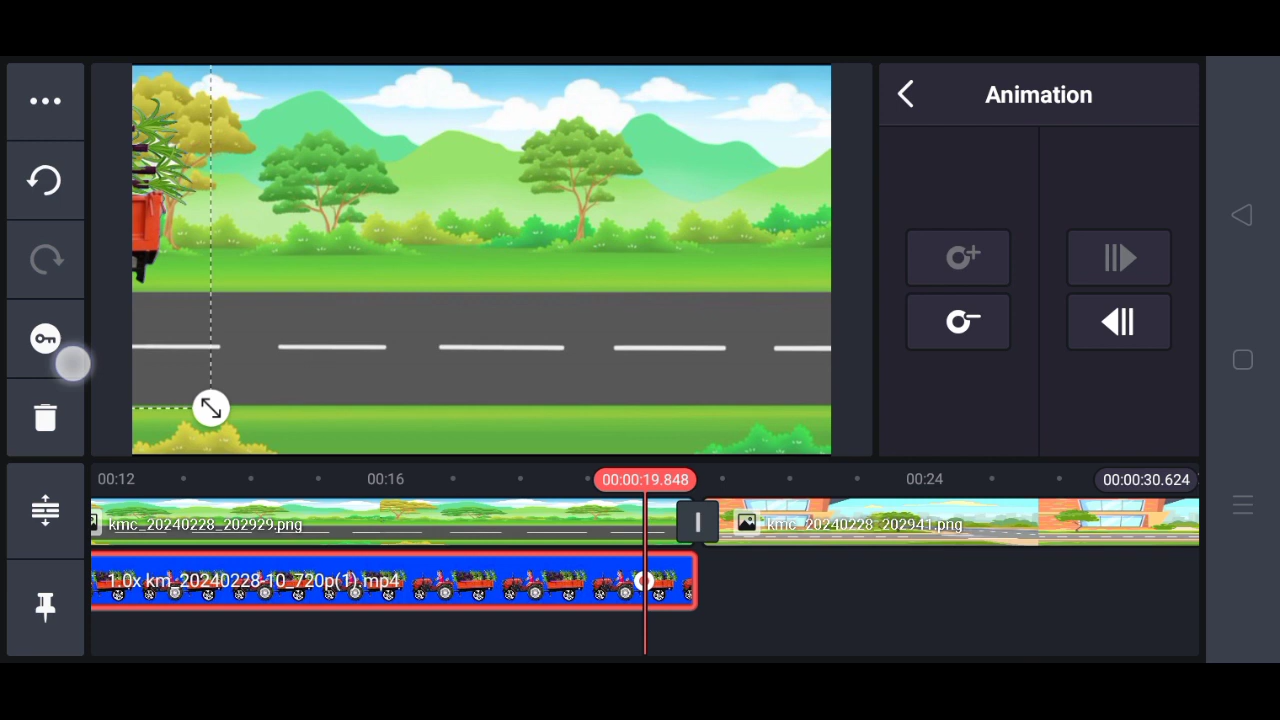 Animation
00:12
00:16
00:00:19.848
00:24
00:00:30.624
kmc_20240228_202929.png
kmc_20240228_202941.png
1.0x km_20240228-10_720p(1).mp4